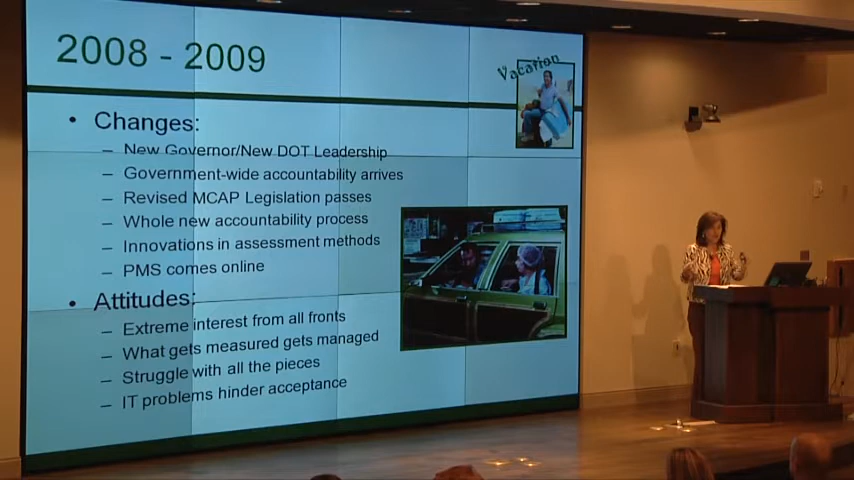 2008 - 2009
Vacation
• Changes:
– New Governor/New DOT Leadership
– Government-wide accountability arrives
– Revised MCAP Legislation passes
– Whole new accountability process
– Innovations in assessment methods
– PMS comes online
• Attitudes:
– Extreme interest from all fronts
– What gets measured gets managed
– Struggle with all the pieces
– IT problems hinder acceptance